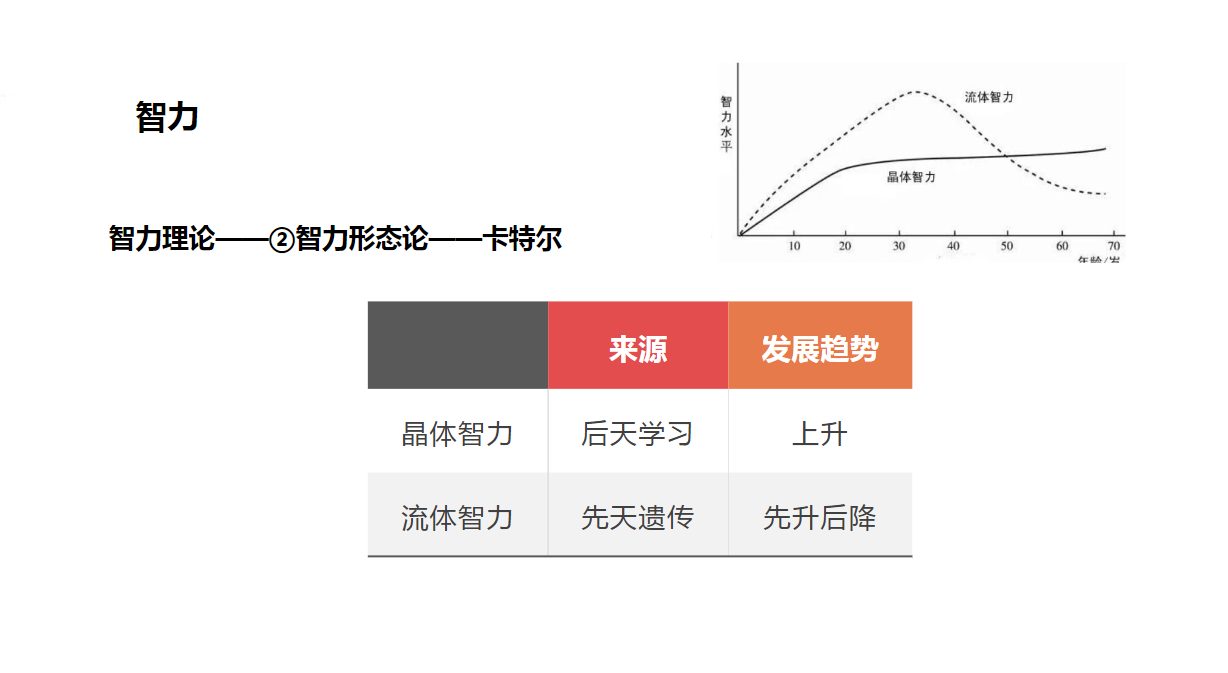 智力
智力水平
流体智力
晶体智力
10 20 30 40 50 60 70
年龄/岁
智力理论——②智力形态论——卡特尔
来源 发展趋势
晶体智力 后天学习 上升
流体智力 先天遗传 先升后降